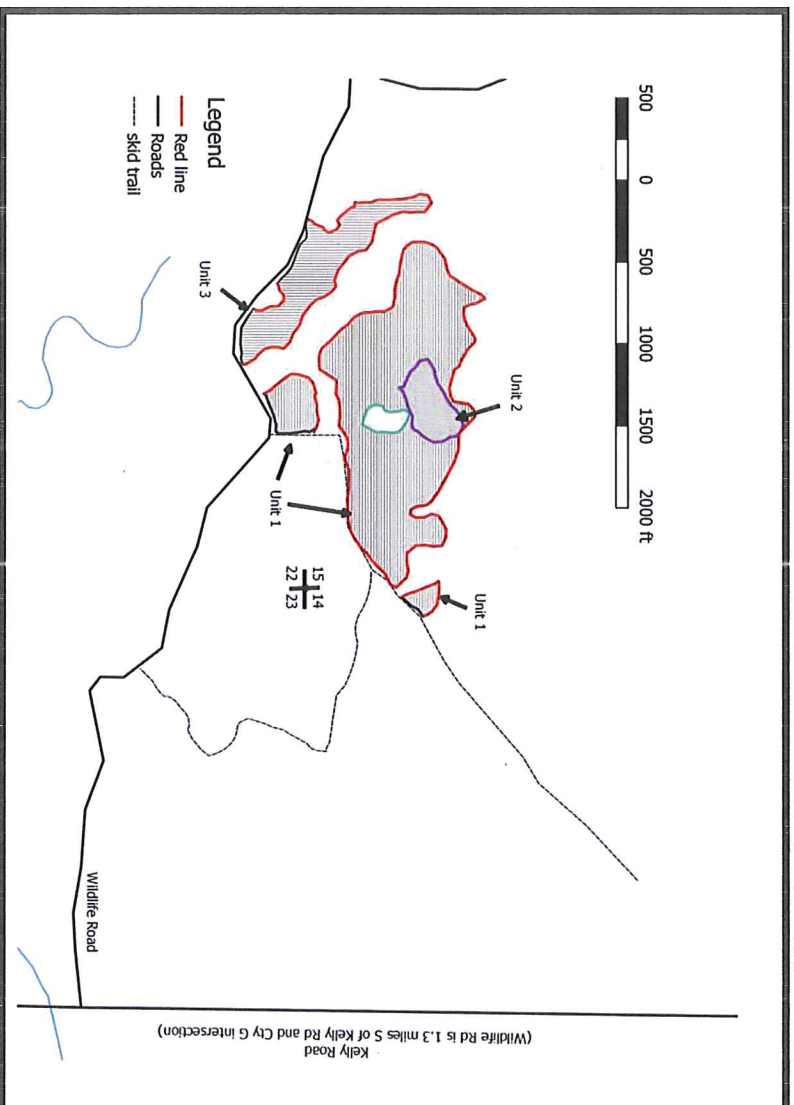 500 0 500 1000 1500 2000 ft
Unit 2
Unit 1
Unit 1
Unit 3
15 14
22 23
Legend
Red line
Roads
skid trail
Wildlife Road
Kelly Road
(Wildlife Rd is 1.3 miles S of Kelly Rd and Cty G intersection)